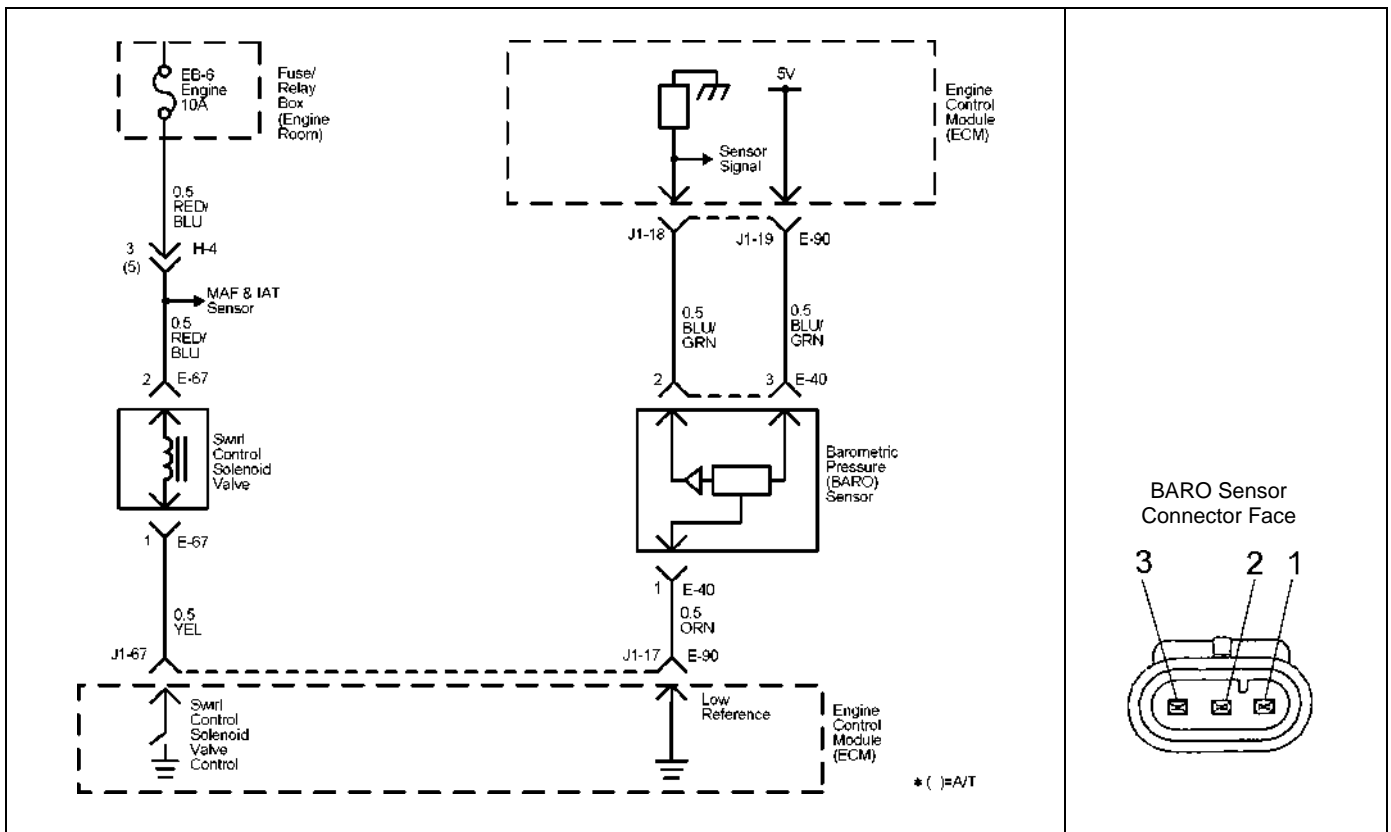 EB-6
Engine
10A
Fuse/
Relay
Box
(Engine
Room)
5V
Sensor
Signal
Engine
Control
Module
(ECM)
0.5
RED/
BLU
3
H-4
(5)
MAF & IAT
Sensor
0.5
RED/
BLU
2
E-67
Swirl
Control
Solenoid
Valve
1
E-67
0.5
YEL
J1-67
Swirl
Control
Solenoid
Valve
Control
J1-18
J1-19
E-90
0.5
BLU/
GRN
0.5
BLU/
GRN
2
3
E-40
Barometric
Pressure
(BARO)
Sensor
1
E-40
0.5
ORN
J1-17
E-90
Low
Reference
Engine
Control
Module
(ECM)
* ( )=A/T
BARO Sensor
Connector Face
3 2 1